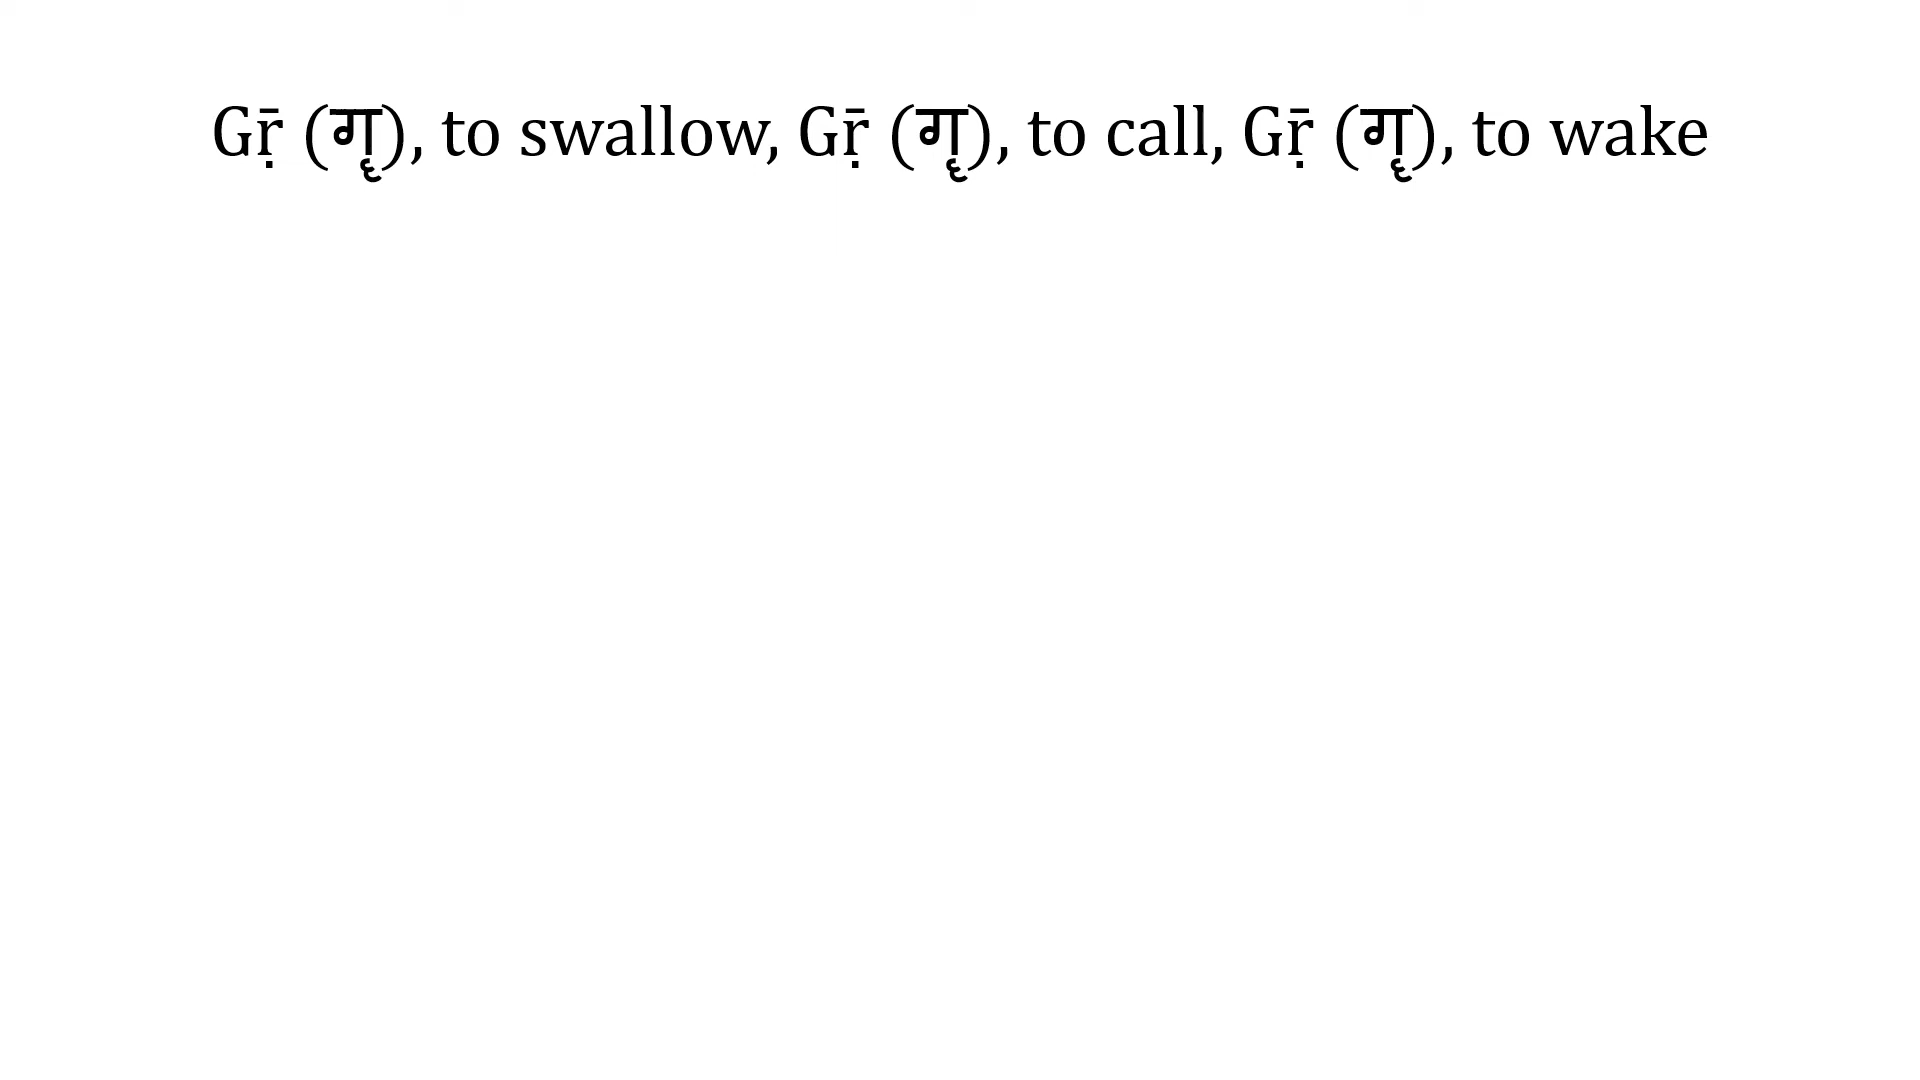 Gṝ (गॄ), to swallow, Gṝ (गॄ), to call, Gṝ (गॄ), to wake